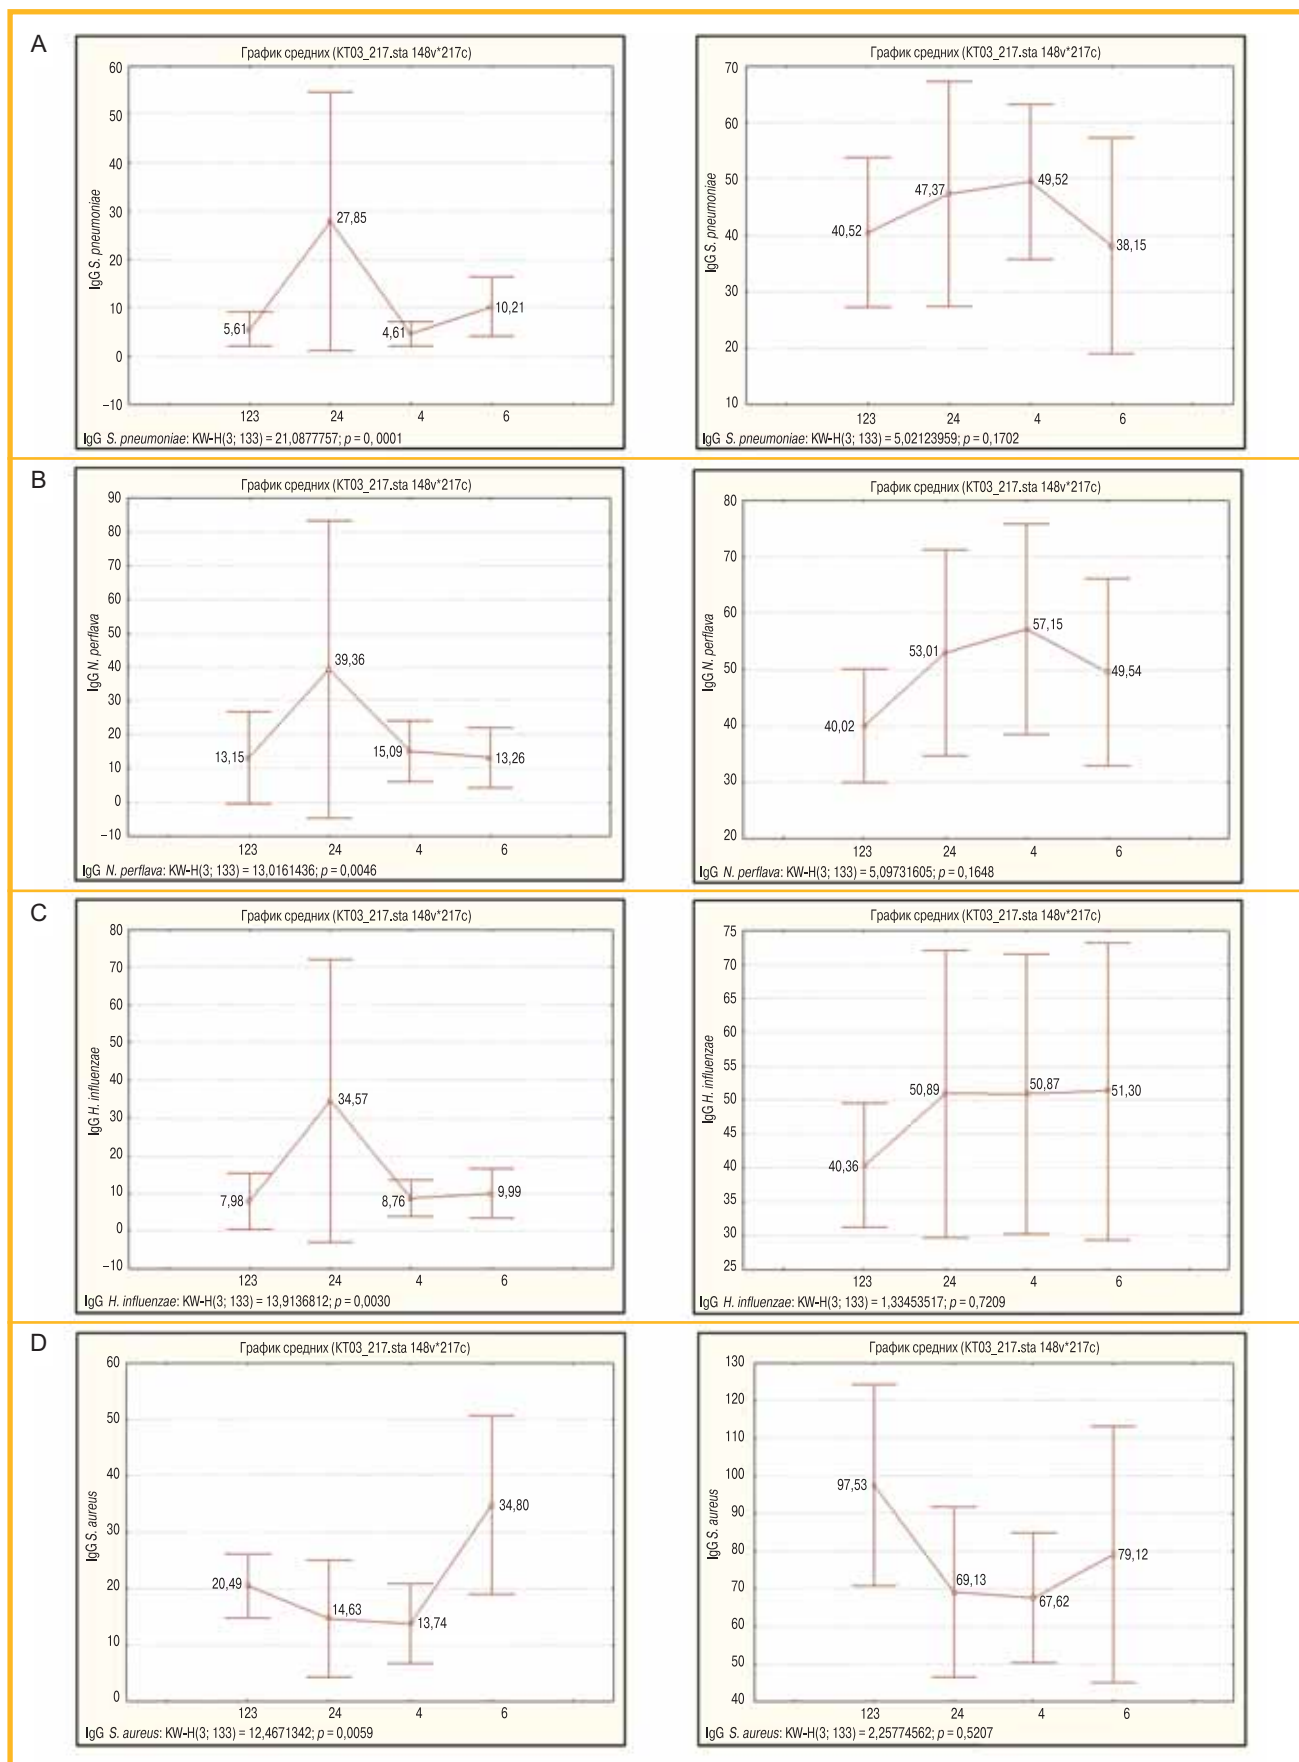 A
График средних (KT03_217.sta 148v*217c)
60
50
40
30
20
10
0
–10
IgG S. pneumoniae
5,61
27,85
4,61
10,21
123 24 4 6
IgG S. pneumoniae: KW-H(3; 133) = 21,0877757; p = 0, 0001
График средних (KT03_217.sta 148v*217c)
70
60
50
40
30
20
10
IgG S. pneumoniae
40,52
47,37
49,52
38,15
123 24 4 6
IgG S. pneumoniae: KW-H(3; 133) = 5,02123959; p = 0,1702
B
График средних (KT03_217.sta 148v*217c)
90
80
70
60
50
40
30
20
10
0
–10
IgG N. perflava
13,15
39,36
15,09
13,26
123 24 4 6
IgG N. perflava: KW-H(3; 133) = 13,0161436; p = 0,0046
График средних (KT03_217.sta 148v*217c)
80
70
60
50
40
30
20
IgG N. perflava
40,02
53,01
57,15
49,54
123 24 4 6
IgG N. perflava: KW-H(3; 133) = 5,09731605; p = 0,1648
C
График средних (KT03_217.sta 148v*217c)
80
70
60
50
40
30
20
10
0
–10
IgG H. influenzae
7,98
34,57
8,76
9,99
123 24 4 6
IgG H. influenzae: KW-H(3; 133) = 13,9136812; p = 0,0030
График средних (KT03_217.sta 148v*217c)
75
70
65
60
55
50
45
40
35
30
25
IgG H. influenzae
40,36
50,89
50,87
51,30
123 24 4 6
IgG H. influenzae: KW-H(3; 133) = 1,33453517; p = 0,7209
D
График средних (KT03_217.sta 148v*217c)
60
50
40
30
20
10
0
IgG S. aureus
20,49
14,63
13,74
34,80
123 24 4 6
IgG S. aureus: KW-H(3; 133) = 12,4671342; p = 0,0059
График средних (KT03_217.sta 148v*217c)
130
120
110
100
90
80
70
60
50
40
IgG S. aureus
97,53
69,13
67,62
79,12
123 24 4 6
IgG S. aureus: KW-H(3; 133) = 2,25774562; p = 0,5207